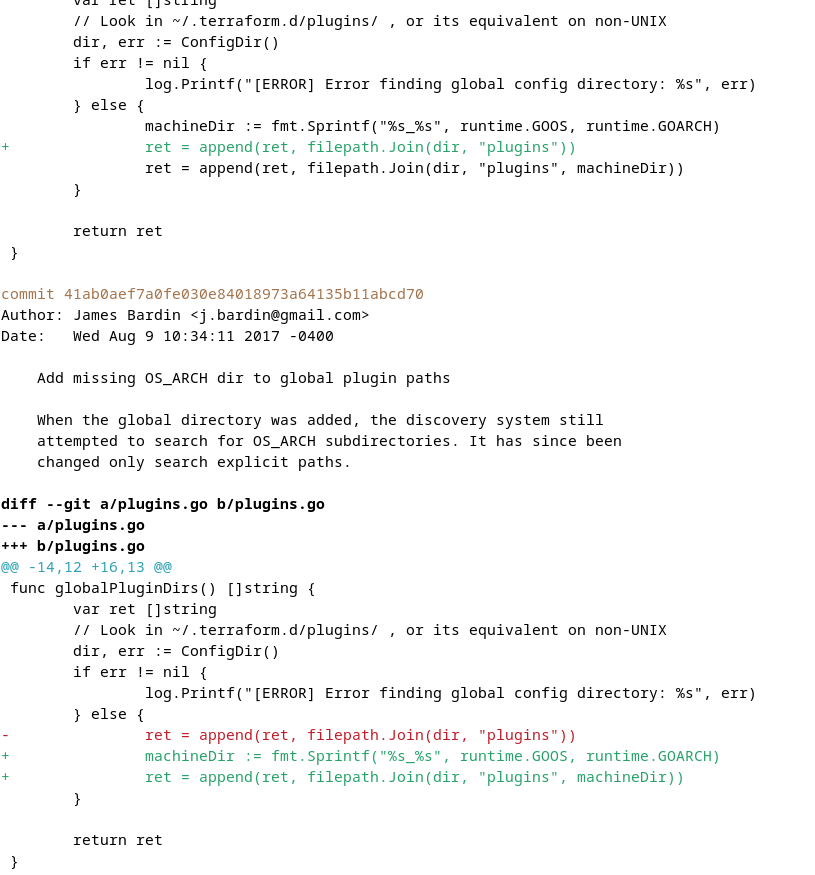 var ret []string
        // Look in ~/.terraform.d/plugins/ , or its equivalent on non-UNIX
        dir, err := ConfigDir()
        if err != nil {
                log.Printf("[ERROR] Error finding global config directory: %s", err)
        } else {
                machineDir := fmt.Sprintf("%s_%s", runtime.GOOS, runtime.GOARCH)
+               ret = append(ret, filepath.Join(dir, "plugins"))
                ret = append(ret, filepath.Join(dir, "plugins", machineDir))
        }

        return ret
 }

commit 41ab0aef7a0fe030e84018973a64135b11abcd70
Author: James Bardin <j.bardin@gmail.com>
Date:   Wed Aug 9 10:34:11 2017 -0400

    Add missing OS_ARCH dir to global plugin paths

    When the global directory was added, the discovery system still
    attempted to search for OS_ARCH subdirectories. It has since been
    changed only search explicit paths.

diff --git a/plugins.go b/plugins.go
--- a/plugins.go
+++ b/plugins.go
@@ -14,12 +16,13 @@
 func globalPluginDirs() []string {
        var ret []string
        // Look in ~/.terraform.d/plugins/ , or its equivalent on non-UNIX
        dir, err := ConfigDir()
        if err != nil {
                log.Printf("[ERROR] Error finding global config directory: %s", err)
        } else {
-               ret = append(ret, filepath.Join(dir, "plugins"))
+               machineDir := fmt.Sprintf("%s_%s", runtime.GOOS, runtime.GOARCH)
+               ret = append(ret, filepath.Join(dir, "plugins", machineDir))
        }

        return ret
 }